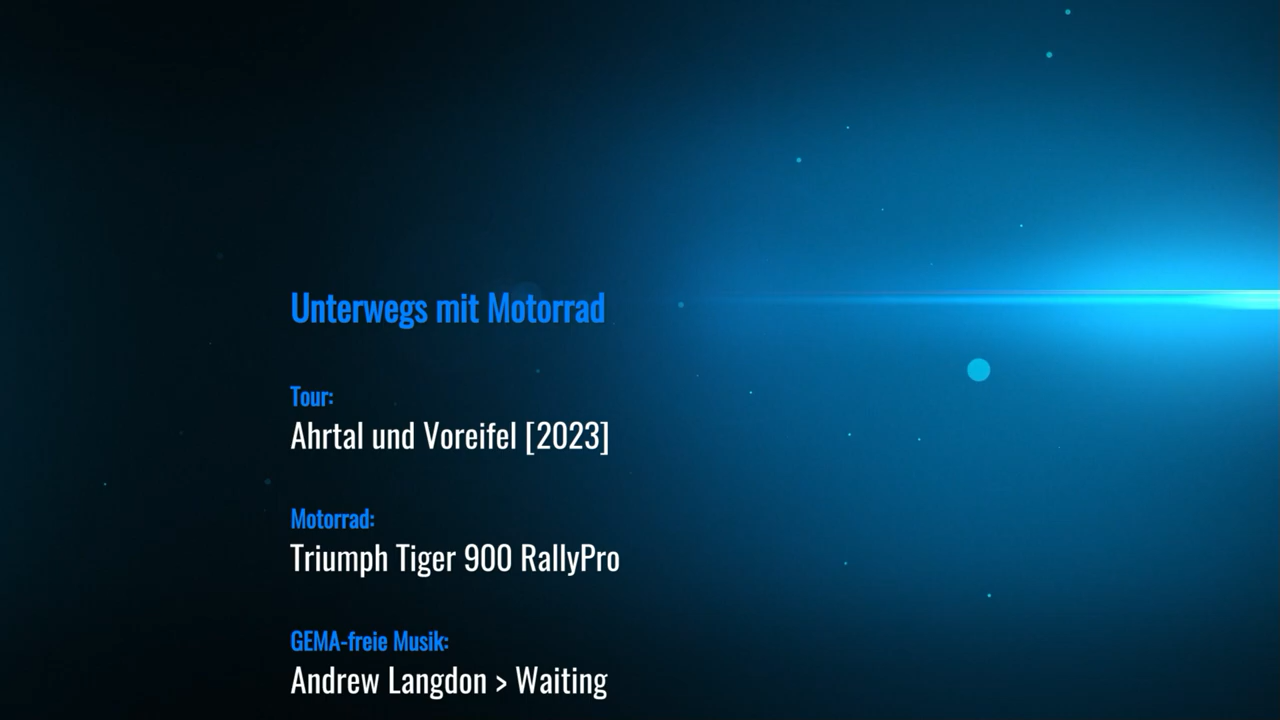 Unterwegs mit Motorrad
Tour:
Ahrtal und Voreifel [2023]
Motorrad:
Triumph Tiger 900 RallyPro
GEMA-freie Musik:
Andrew Langdon > Waiting